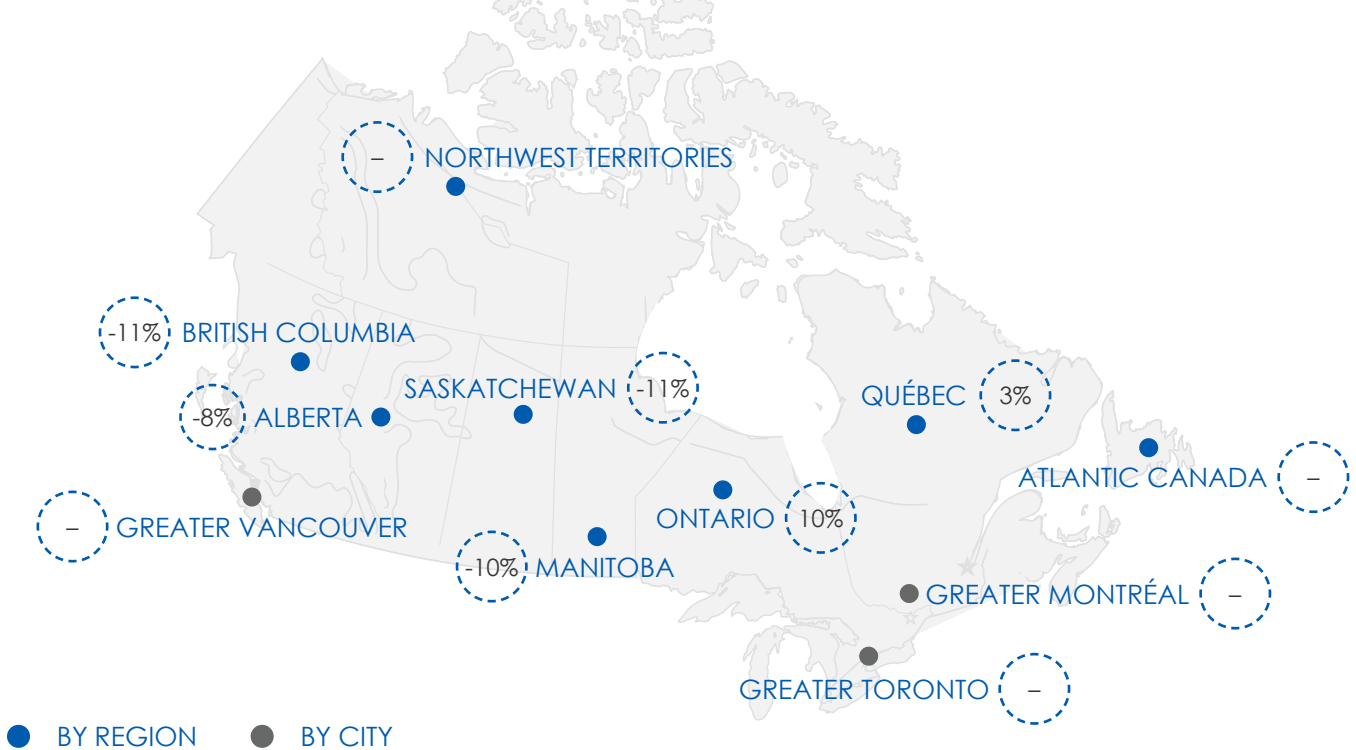 – NORTHWEST TERRITORIES
-11% BRITISH COLUMBIA
SASKATCHEWAN -11%
QUÉBEC 3%
-8% ALBERTA
ATLANTIC CANADA –
ONTARIO 10%
– GREATER VANCOUVER
-10% MANITOBA
GREATER MONTRÉAL –
GREATER TORONTO –
BY REGION
BY CITY